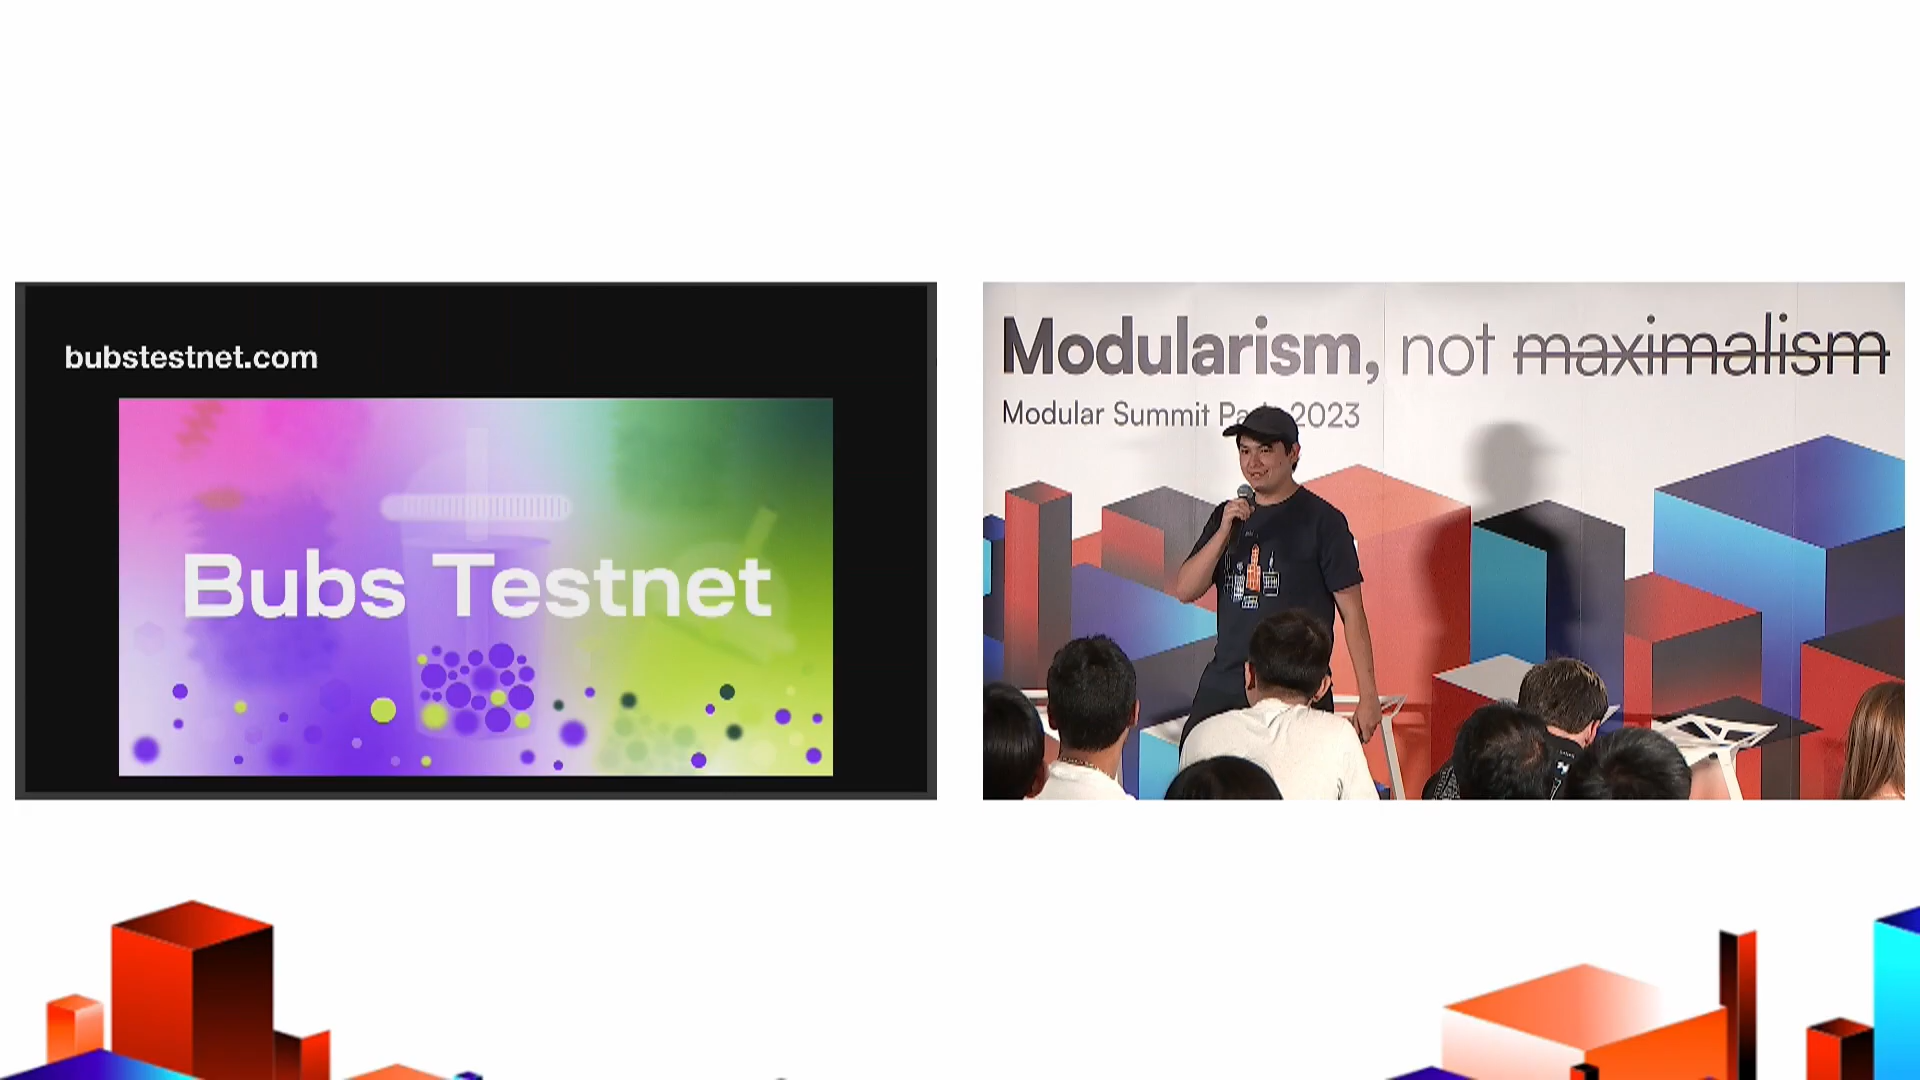 bubstestnet.com
Bubs Testnet
Modularism, not maximalism
Modular Summit 2023